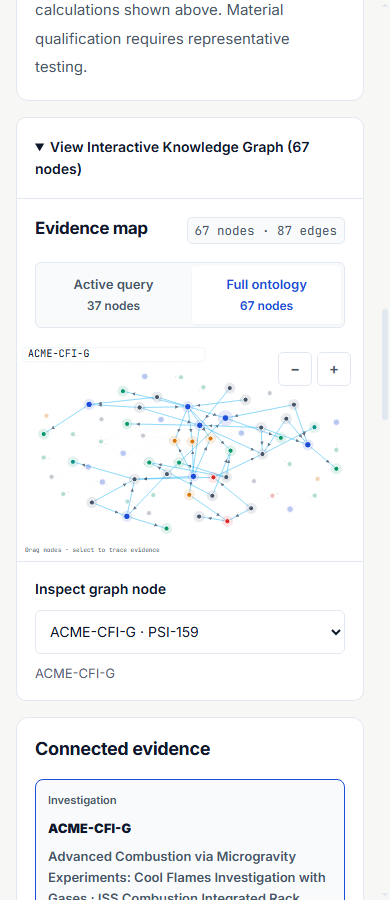 calculations shown above. Material
qualification requires representative
testing.
▼ View Interactive Knowledge Graph (67
nodes)
Evidence map
67 nodes · 87 edges
Active query
37 nodes
Full ontology
67 nodes
ACME-CFI-G
−
+
Drag nodes · select to trace evidence
Inspect graph node
ACME-CFI-G · PSI-159
ACME-CFI-G
Connected evidence
Investigation
ACME-CFI-G
Advanced Combustion via Microgravity
Experiments: Cool Flames Investigation with
Gases · ISS Combustion Integrated Rack